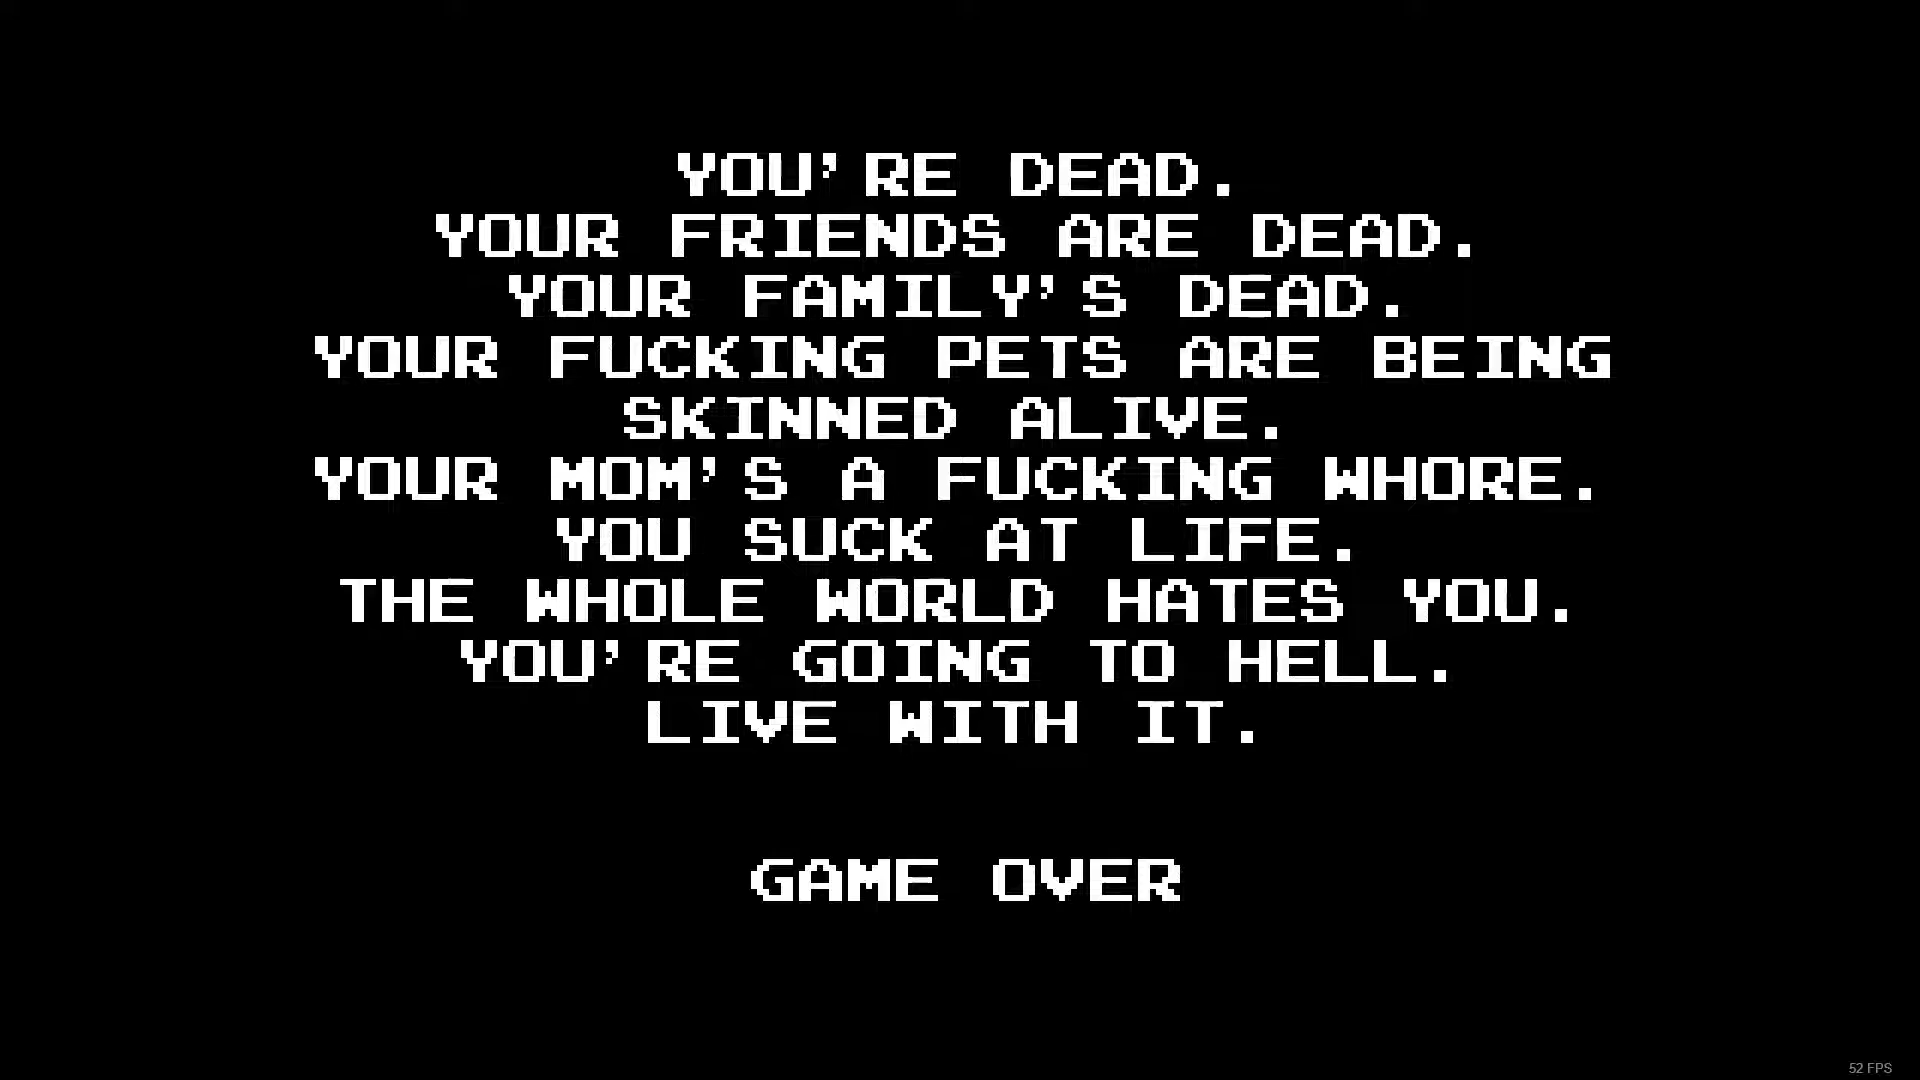 YOU'RE DEAD.
YOUR FRIENDS ARE DEAD.
YOUR FAMILY'S DEAD.
YOUR FUCKING PETS ARE BEING
SKINNED ALIVE.
YOUR MOM'S A FUCKING WHORE.
YOU SUCK AT LIFE.
THE WHOLE WORLD HATES YOU.
YOU'RE GOING TO HELL.
LIVE WITH IT.
GAME OVER
52 FPS